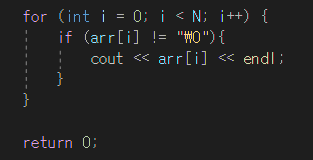 for (int i = 0; i < N; i++) {
    if (arr[i] != "₩0"){
        cout << arr[i] << endl;
    }
}
return 0;